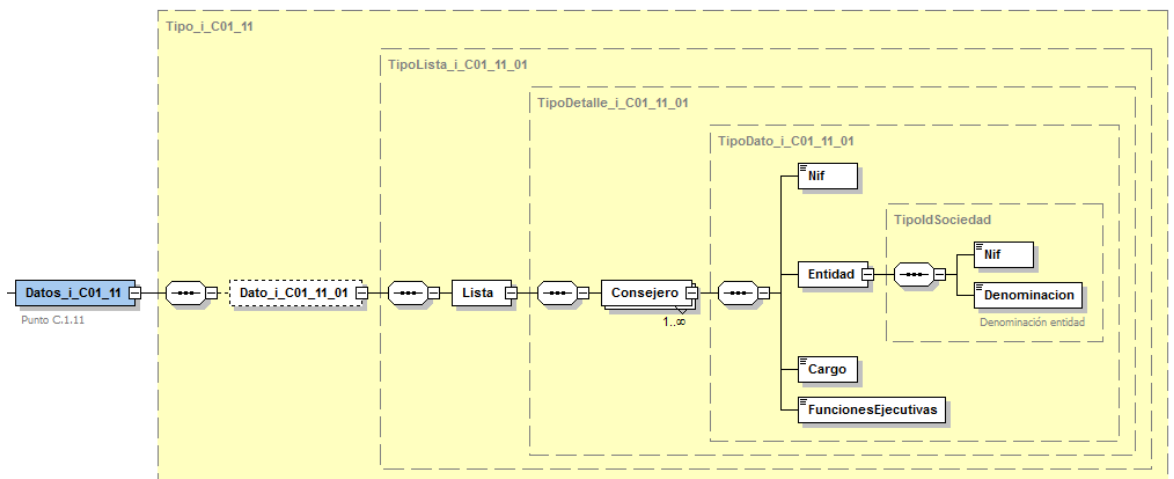 Tipo_i_C01_11
TipoLista_i_C01_11_01
TipoDetalle_i_C01_11_01
TipoDato_i_C01_11_01
Nif
TipoIdSociedad
Nif
Entidad
Datos_i_C01_11
Dato_i_C01_11_01
Lista
Consejero
Denominacion
Punto C.1.11
1..∞
Denominación entidad
Cargo
FuncionesEjecutivas